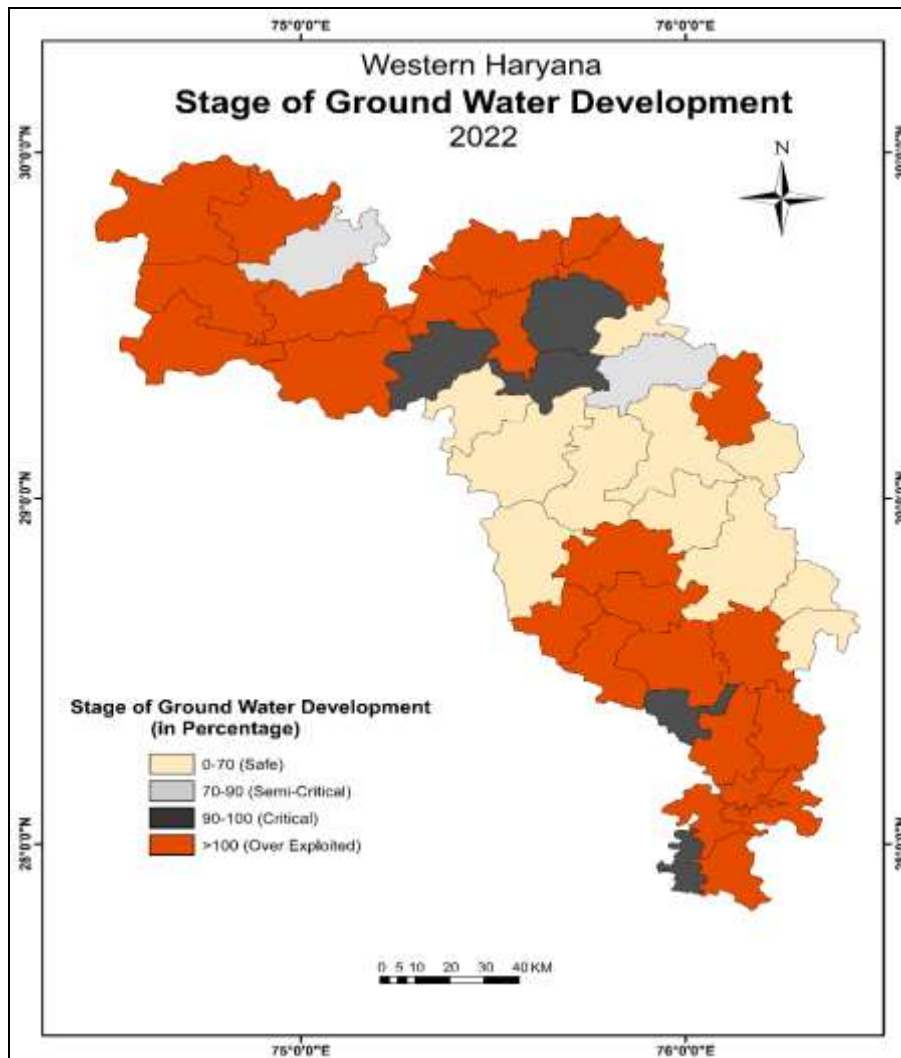 75°0'0"E 76°0'0"E
Western Haryana
Stage of Ground Water Development
2022
N
30°0'0"N
29°0'0"N
28°0'0"N
Stage of Ground Water Development
(in Percentage)
0-70 (Safe)
70-90 (Semi-Critical)
90-100 (Critical)
>100 (Over Exploited)
0 5 10 20 30 40 KM
75°0'0"E 76°0'0"E